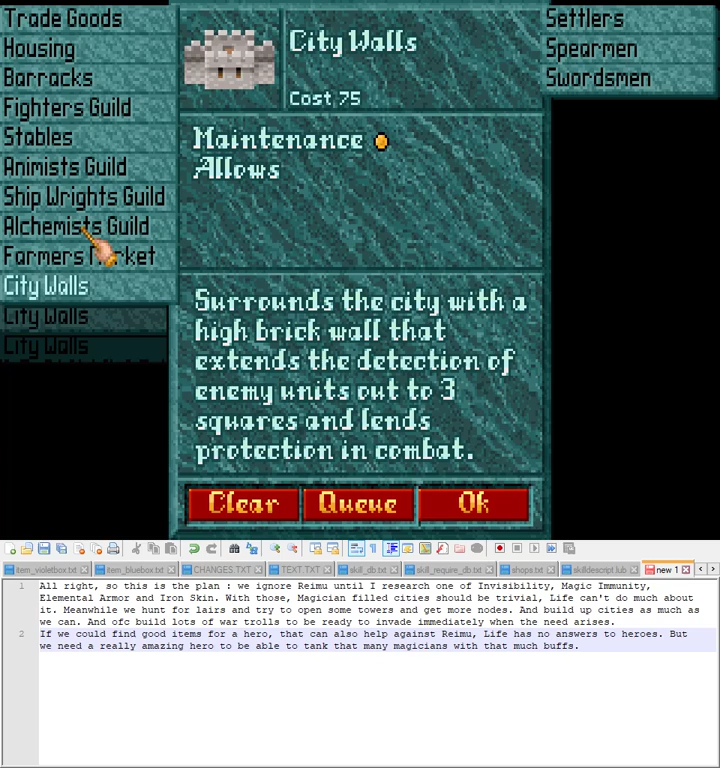 Trade Goods
Housing
Barracks
Fighters Guild
Stables
Animists Guild
Ship Wrights Guild
Alchemists Guild
Farmers Market
City Walls
City Walls
City Walls
City Walls
Cost 75
Maintenance
Allows
Surrounds the city with a
high brick wall that
extends the detection of
enemy units out to 3
squares and lends
protection in combat.
Clear
Queue
Ok
Settlers
Spearmen
Swordsmen
item_violetbox.txt
item_bluebox.txt
CHANGES.TXT
TEXT.TXT
skill_db.txt
skill_require_db.txt
shops.txt
skilldescript.lub
new 1
1 All right, so this is the plan : we ignore Reimu until I research one of Invisibility, Magic Immunity,
Elemental Armor and Iron Skin. With those, Magician filled cities should be trivial, Life can't do much about
it. Meanwhile we hunt for lairs and try to open some towers and get more nodes. And build up cities as much as
we can. And ofc build lots of war trolls to be ready to invade immediately when the need arises.
2 If we could find good items for a hero, that can also help against Reimu, Life has no answers to heroes. But
we need a really amazing hero to be able to tank that many magicians with that much buffs.